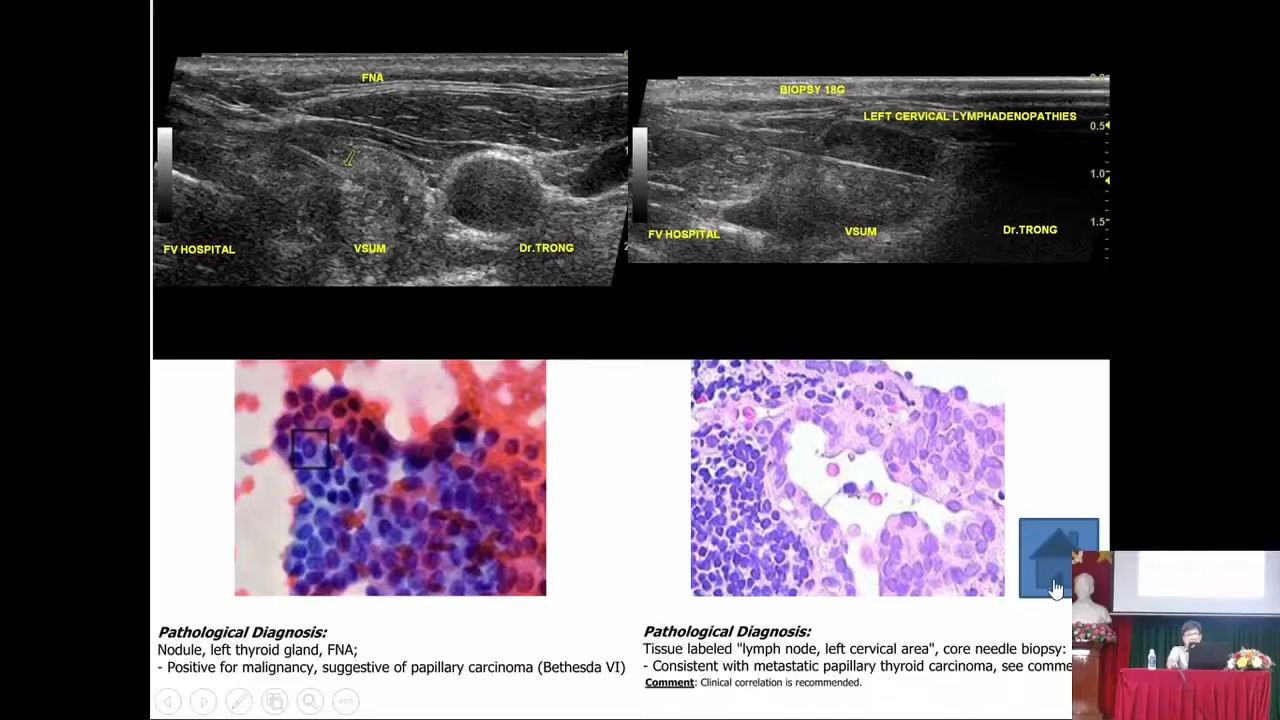 FNA
FV HOSPITAL
VSUM
Dr.TRONG
BIOPSY 18G
LEFT CERVICAL LYMPHADENOPATHIES
0.5
1.0
1.5
FV HOSPITAL
VSUM
Dr.TRONG
Pathological Diagnosis:
Nodule, left thyroid gland, FNA;
- Positive for malignancy, suggestive of papillary carcinoma (Bethesda VI)
Pathological Diagnosis:
Tissue labeled "lymph node, left cervical area", core needle biopsy:
- Consistent with metastatic papillary thyroid carcinoma, see comme
Comment: Clinical correlation is recommended.